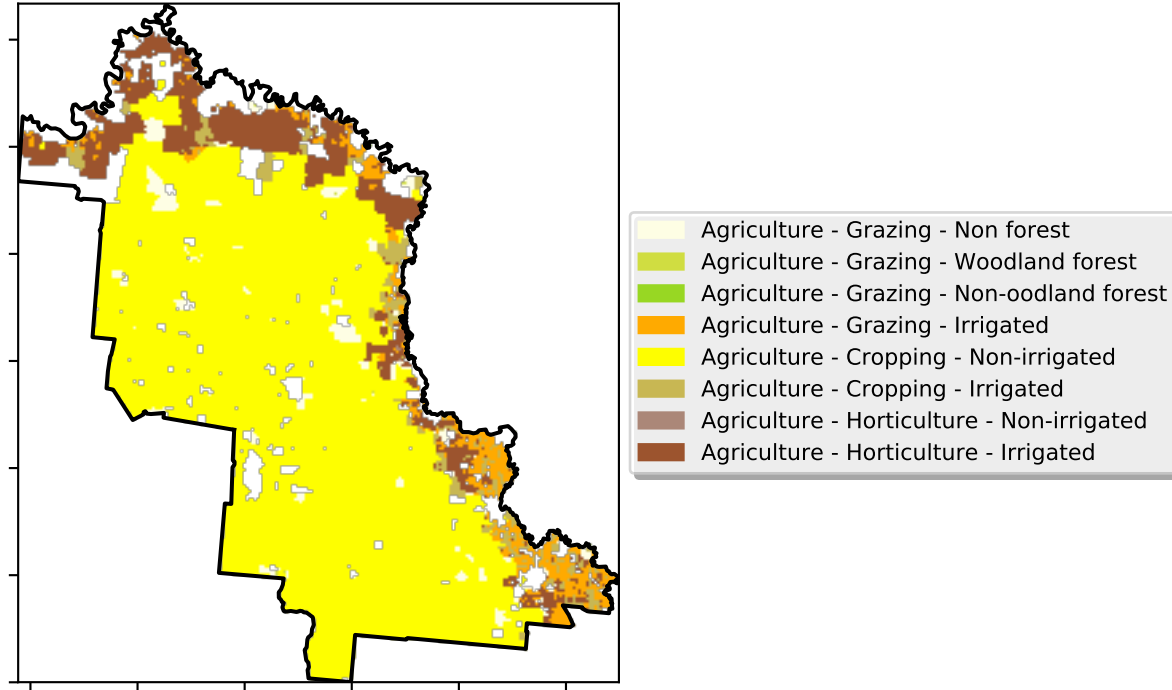 Agriculture - Grazing - Non forest
Agriculture - Grazing - Woodland forest
Agriculture - Grazing - Non-oodland forest
Agriculture - Grazing - Irrigated
Agriculture - Cropping - Non-irrigated
Agriculture - Cropping - Irrigated
Agriculture - Horticulture - Non-irrigated
Agriculture - Horticulture - Irrigated